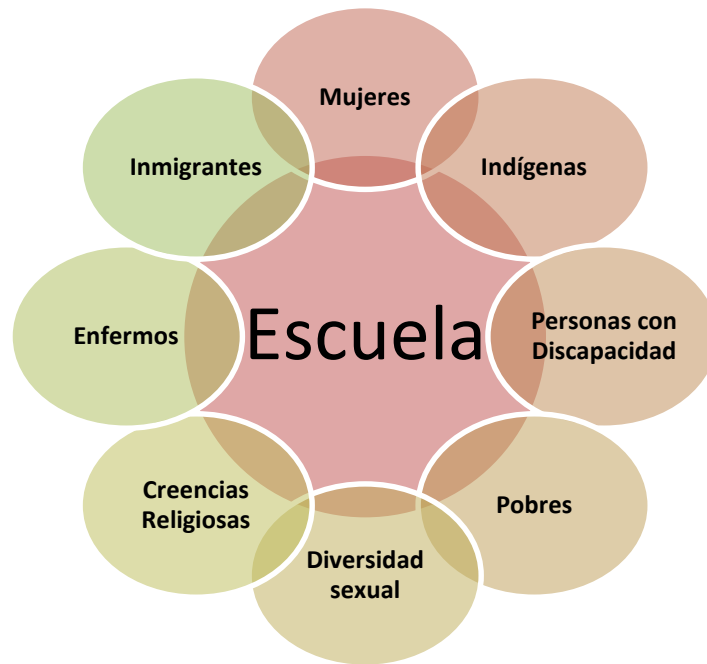 Mujeres
Inmigrantes
Indígenas
Enfermos
Escuela
Personas con
Discapacidad
Creencias
Religiosas
Pobres
Diversidad
sexual